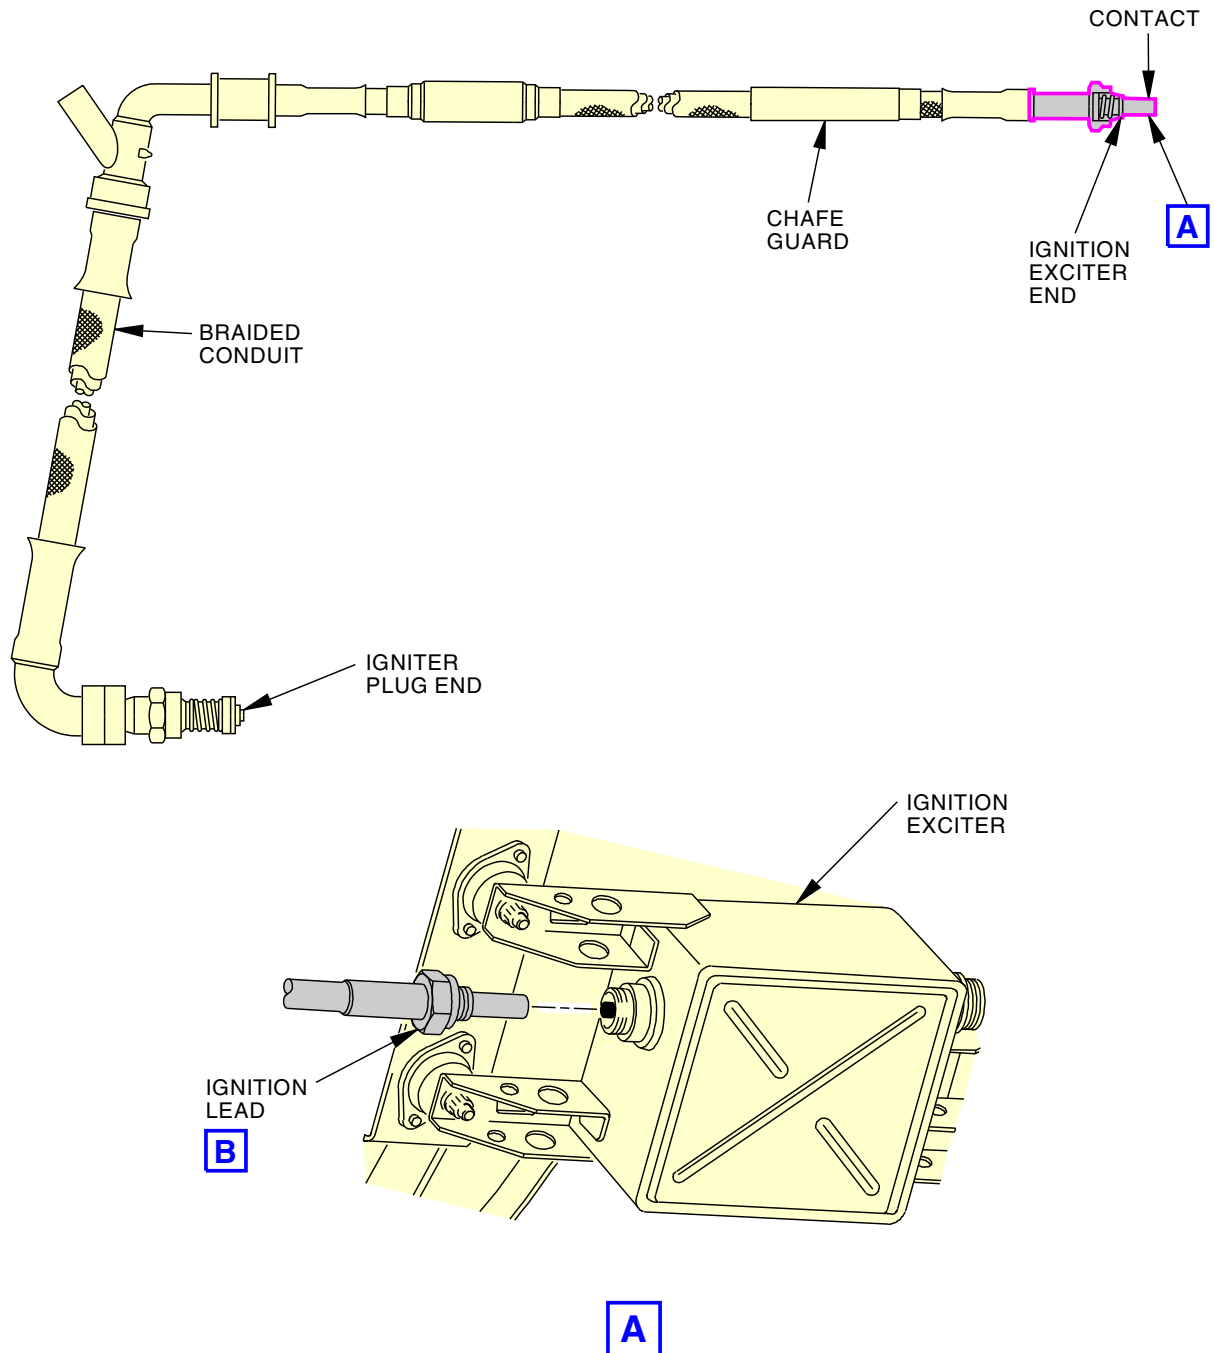 CONTACT
CHAFE
GUARD
A
IGNITION
EXCITER
END
BRAIDED
CONDUIT
IGNITER
PLUG END
IGNITION
EXCITER
IGNITION
LEAD
B
A